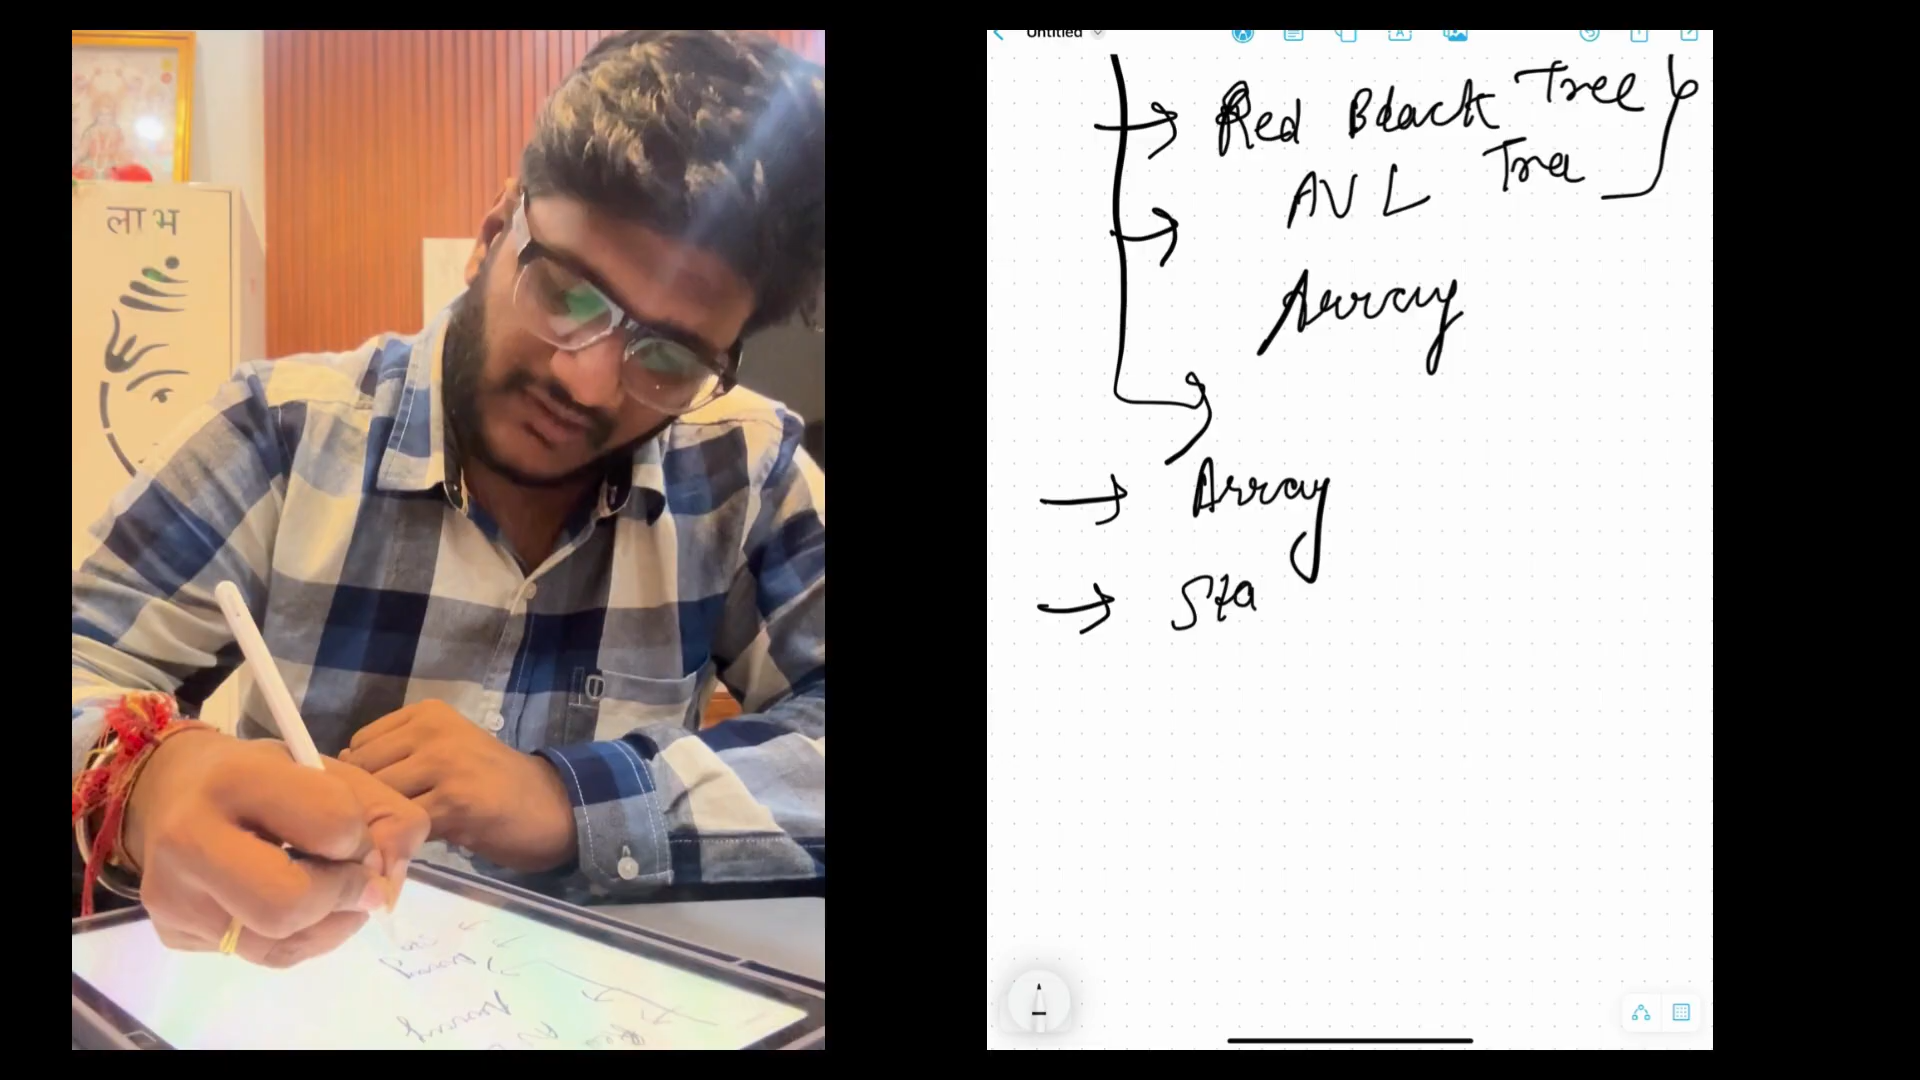 लाभ
Untitled
Red Black Tree
AVL Tree
Array
→ Array
→ Sta